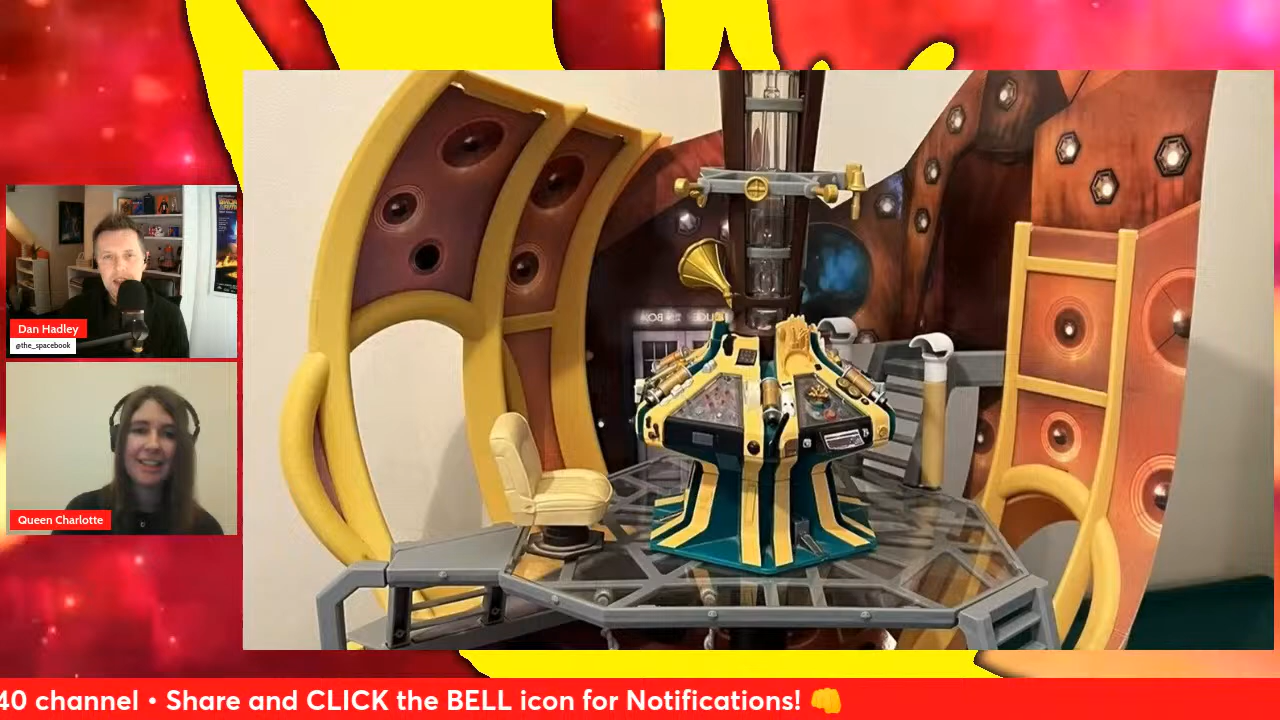 Dan Hadley
@the_spacebook
Queen Charlotte
40 channel • Share and CLICK the BELL icon for Notifications! 👊